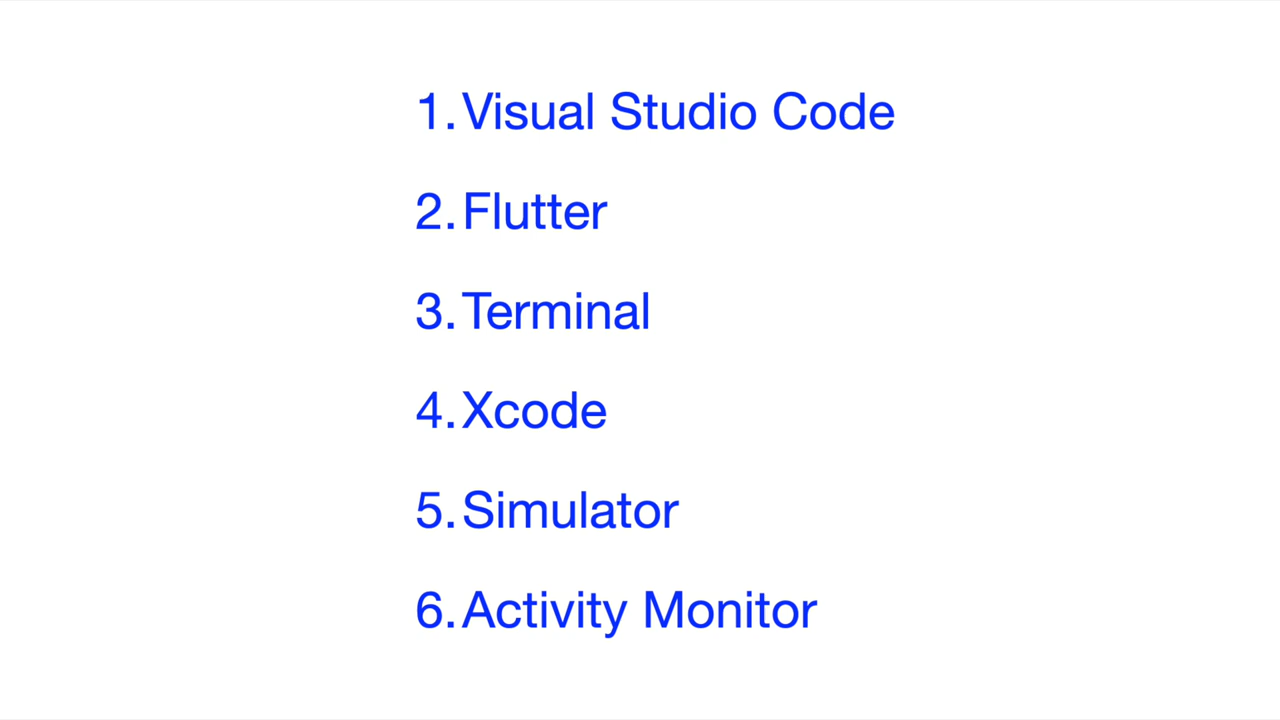 1. Visual Studio Code
2. Flutter
3. Terminal
4. Xcode
5. Simulator
6. Activity Monitor